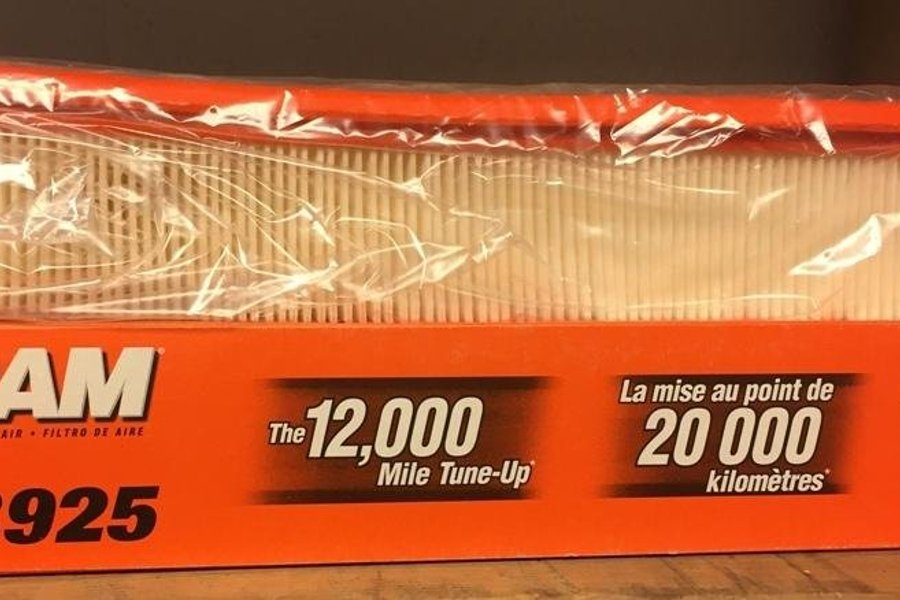 AM®
AIR • FILTRO DE AIRE
925
The 12,000
Mile Tune-Up*
La mise au point de
20 000
kilomètres*